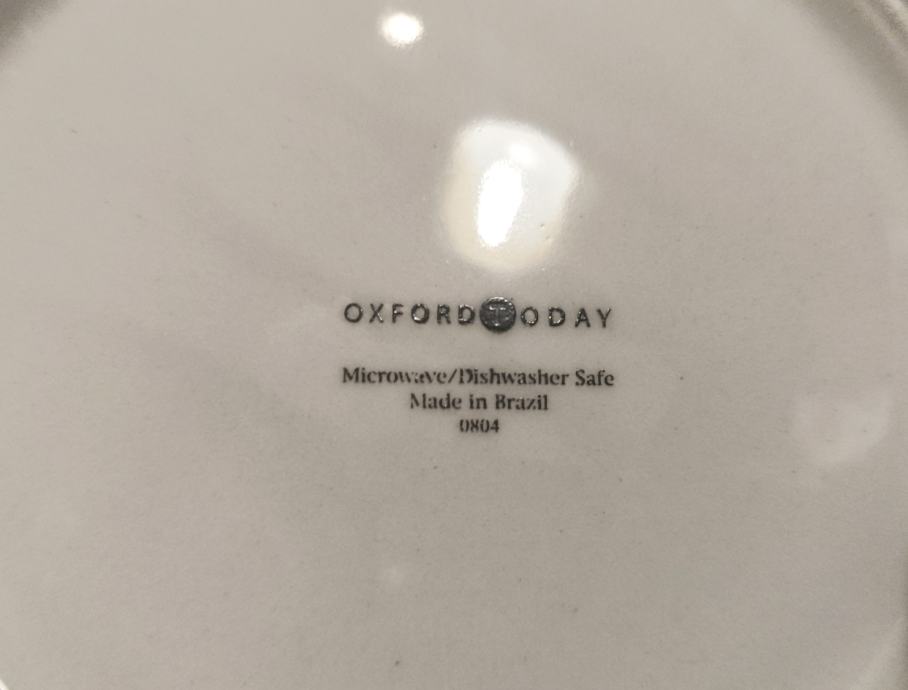 OXFORD TODAY
Microwave/Dishwasher Safe
Made in Brazil
0804